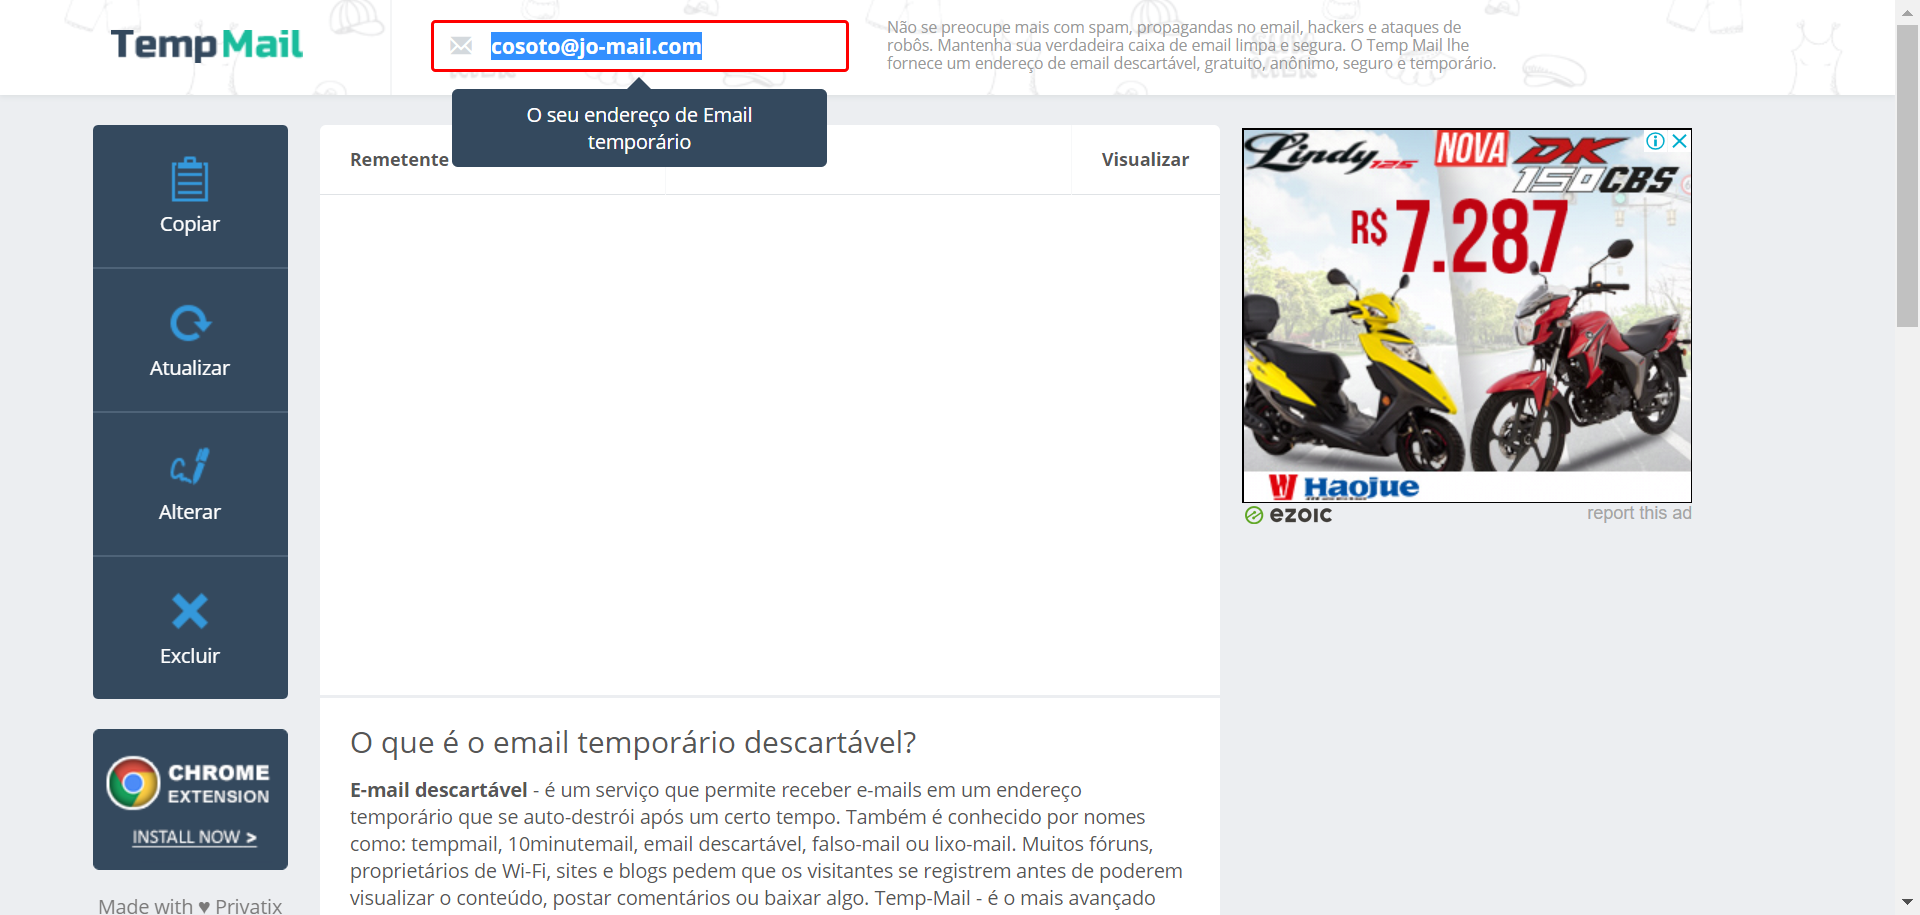 TempMail
cosoto@jo-mail.com
Não se preocupe mais com spam, propagandas no email, hackers e ataques de
robôs. Mantenha sua verdadeira caixa de email limpa e segura. O Temp Mail lhe
fornece um endereço de email descartável, gratuito, anônimo, seguro e temporário.
O seu endereço de Email
temporário
Copiar
Atualizar
Alterar
Excluir
Remetente
Visualizar
Lindy 125
NOVA DK
150 CBS
R$ 7.287
Haojue
ezoic
report this ad
CHROME
EXTENSION
INSTALL NOW >
Made with ♥ Privatix
O que é o email temporário descartável?
E-mail descartável - é um serviço que permite receber e-mails em um endereço
temporário que se auto-destrói após um certo tempo. Também é conhecido por nomes
como: tempmail, 10minutemail, email descartável, falso-mail ou lixo-mail. Muitos fóruns,
proprietários de Wi-Fi, sites e blogs pedem que os visitantes se registrem antes de poderem
visualizar o conteúdo, postar comentários ou baixar algo. Temp-Mail - é o mais avançado